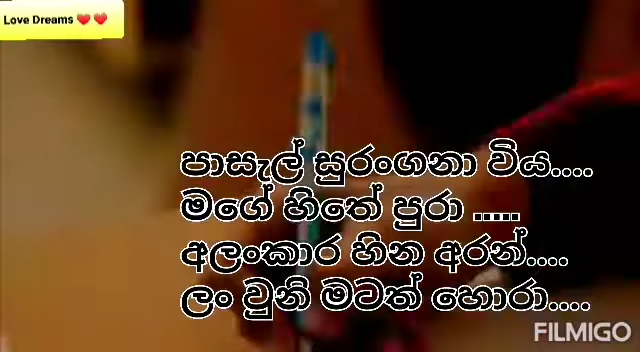 Love Dreams ❤️❤️
පාසැල් සුරංගනා විය....
මගේ හිතේ පුරා .....
අලංකාර හින අරන්....
ලං වුනි මටත් හොරා....
FILMIGO